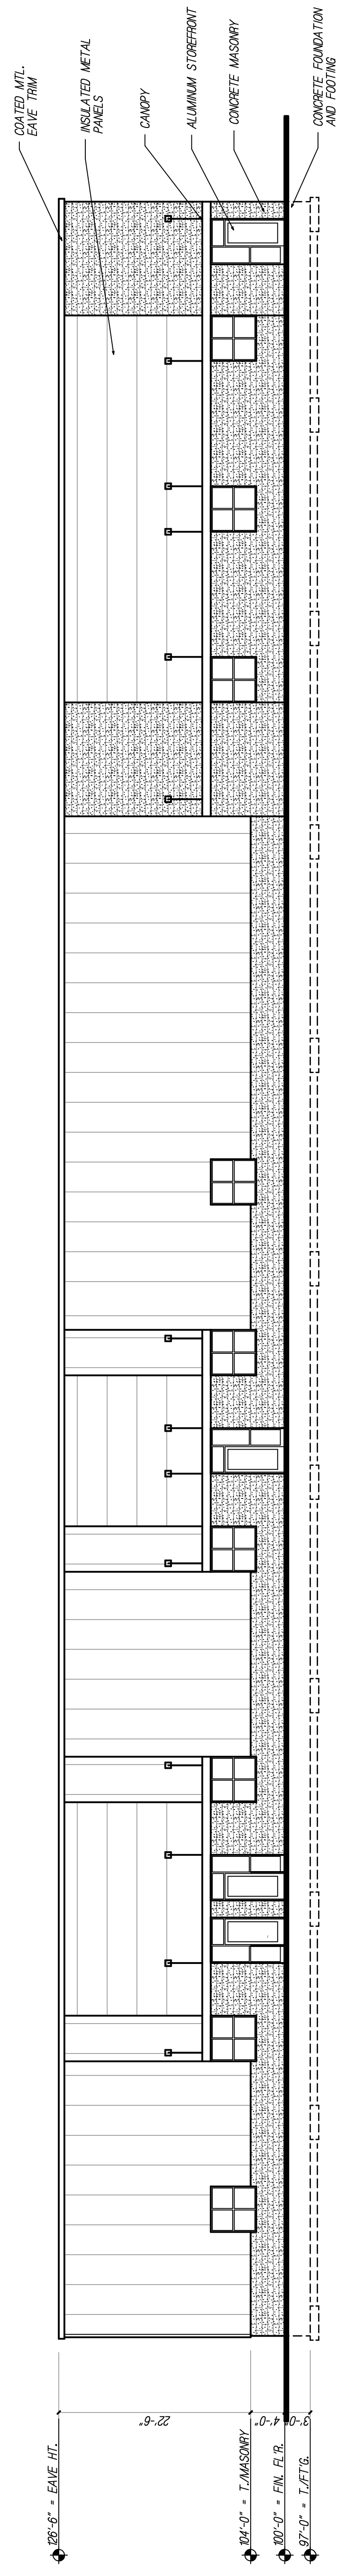 COATED MTL.
EAVE TRIM
INSULATED METAL
PANELS
CANOPY
ALUMINUM STOREFRONT
CONCRETE MASONRY
CONCRETE FOUNDATION
AND FOOTING
126'-6" = EAVE HT.
22'-6"
104'-0" = T./MASONRY
4'-0"
100'-0" = FIN. FL'R.
3'-0"
97'-0" = T./FT'G.